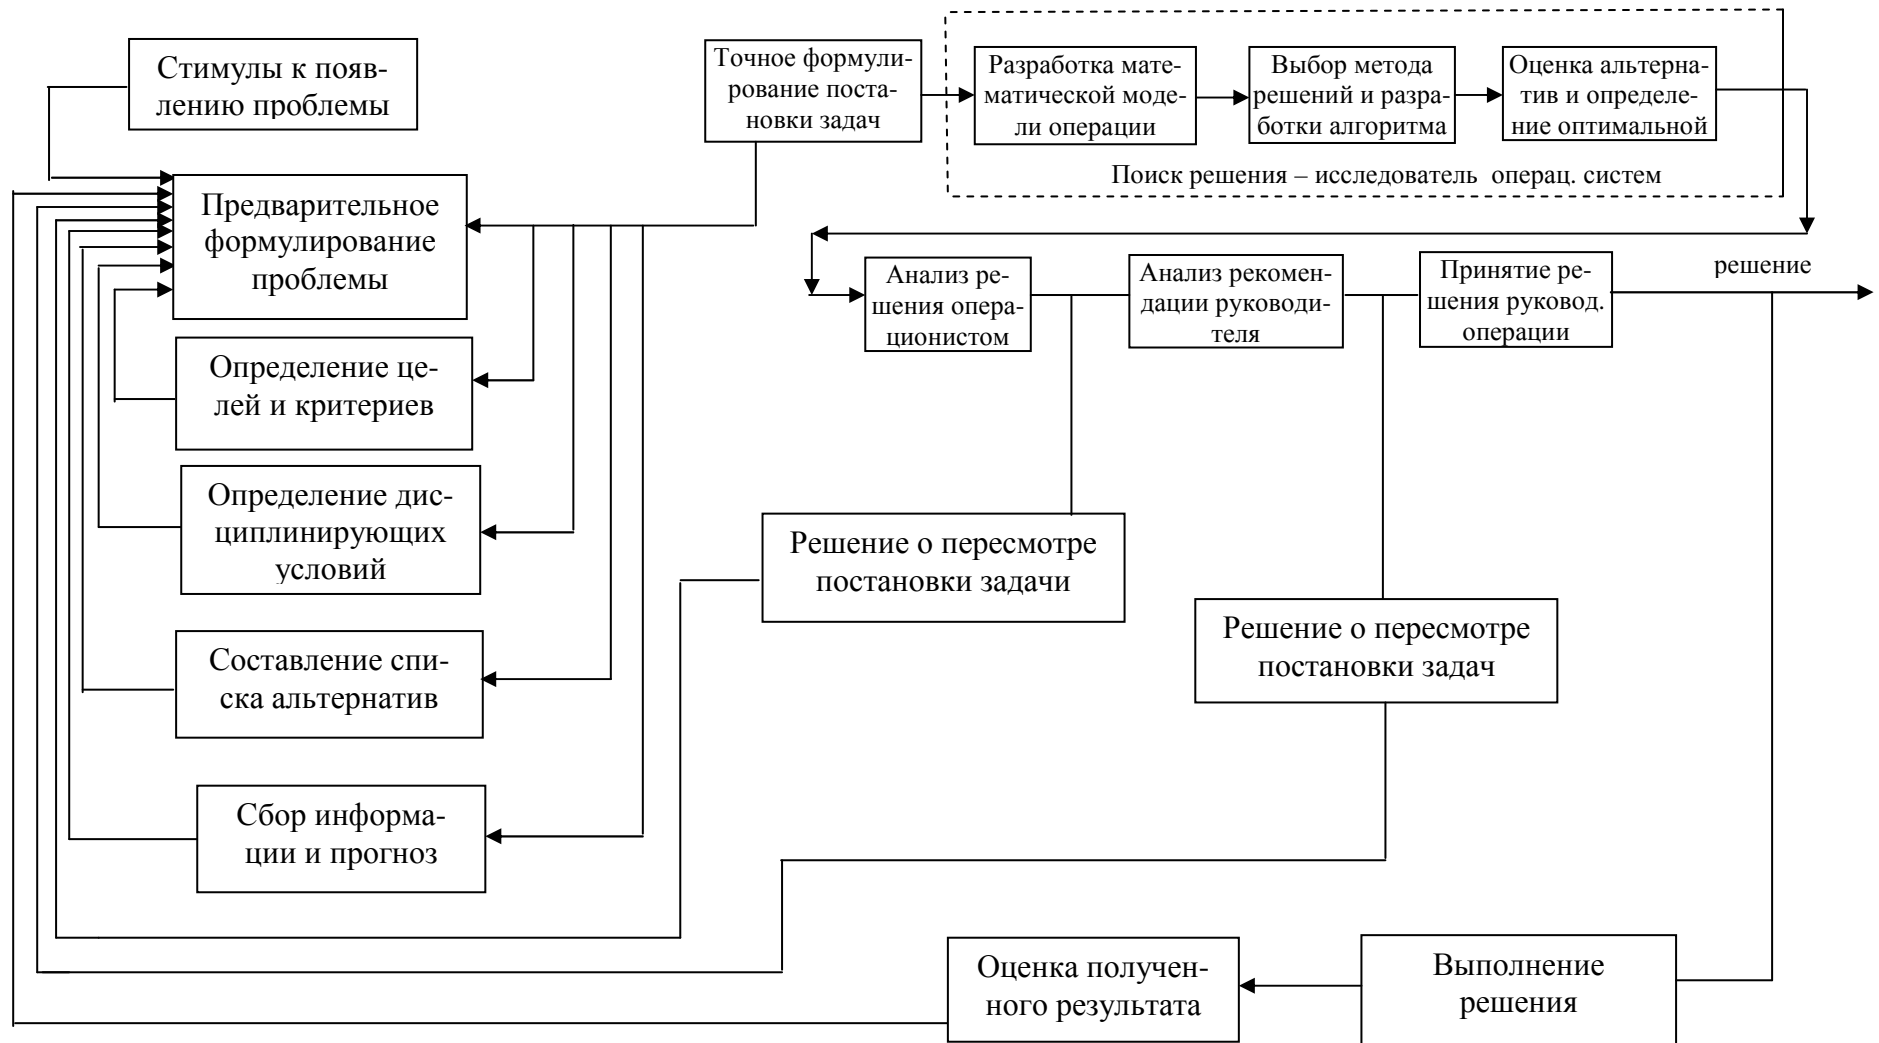 Стимулы к появ-
лению проблемы
Точное формули-
рование поста-
новки задач
Разработка мате-
матической моде-
ли операции
Выбор метода
решений и разра-
ботки алгоритма
Оценка альтерна-
тив и определе-
ние оптимальной
Поиск решения – исследователь операц. систем
Предварительное
формулирование
проблемы
Анализ ре-
шения опера-
ционистом
Анализ рекомен-
дации руководи-
теля
Принятие ре-
шения руковод.
операции
решение
Определение це-
лей и критериев
Определение дис-
циплинирующих
условий
Решение о пересмотре
постановки задачи
Решение о пересмотре
постановки задач
Составление спи-
ска альтернатив
Сбор информа-
ции и прогноз
Оценка получен-
ного результата
Выполнение
решения